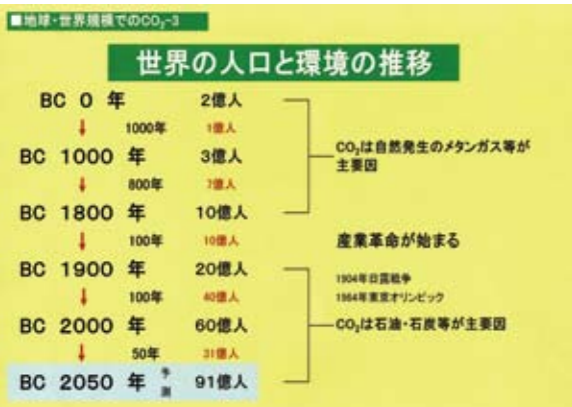 ■地球・世界規模でのCO₂-3
世界の人口と環境の推移
BC 0 年 2億人
↓ 1000年 1億人
CO₂は自然発生のメタンガス等が
主要因
BC 1000 年 3億人
↓ 800年 7億人
BC 1800 年 10億人
↓ 100年 10億人 産業革命が始まる
BC 1900 年 20億人
1904年日露戦争
↓ 100年 40億人
1964年東京オリンピック
BC 2000 年 60億人 CO₂は石油・石炭等が主要因
↓ 50年 31億人
BC 2050 年 予測 91億人